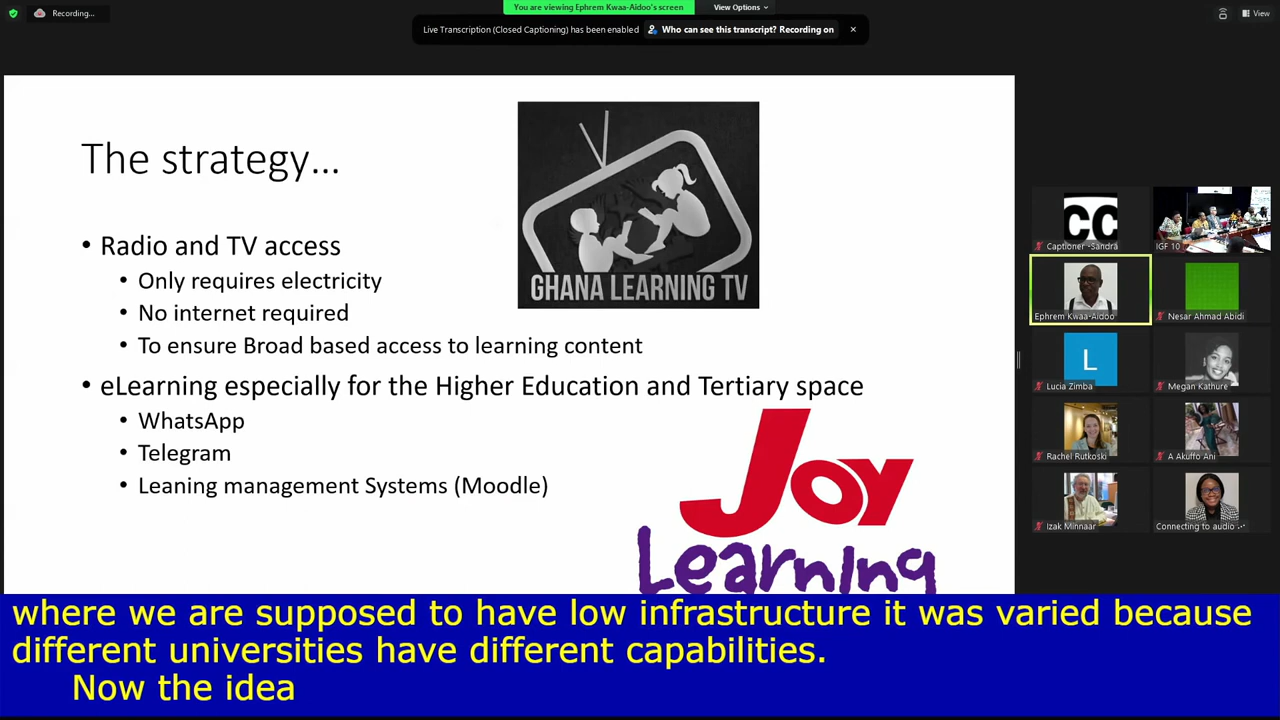 Recording...
You are viewing Ephrem Kwaa-Aidoo's screen
View Options
View
Live Transcription (Closed Captioning) has been enabled
Who can see this transcript? Recording on
The strategy...
GHANA LEARNING TV
• Radio and TV access
• Only requires electricity
• No internet required
• To ensure Broad based access to learning content
• eLearning especially for the Higher Education and Tertiary space
• WhatsApp
• Telegram
• Leaning management Systems (Moodle)
Joy
Learning
CC
Captioner -Sandra
IGF 10
Ephrem Kwaa-Aidoo
Nesar Ahmad Abidi
L
Lucia Zimba
Megan Kathure
Rachel Rutkoski
A Akuffo Ani
Izak Minnaar
Connecting to audio
where we are supposed to have low infrastructure it was varied because
different universities have different capabilities.
Now the idea